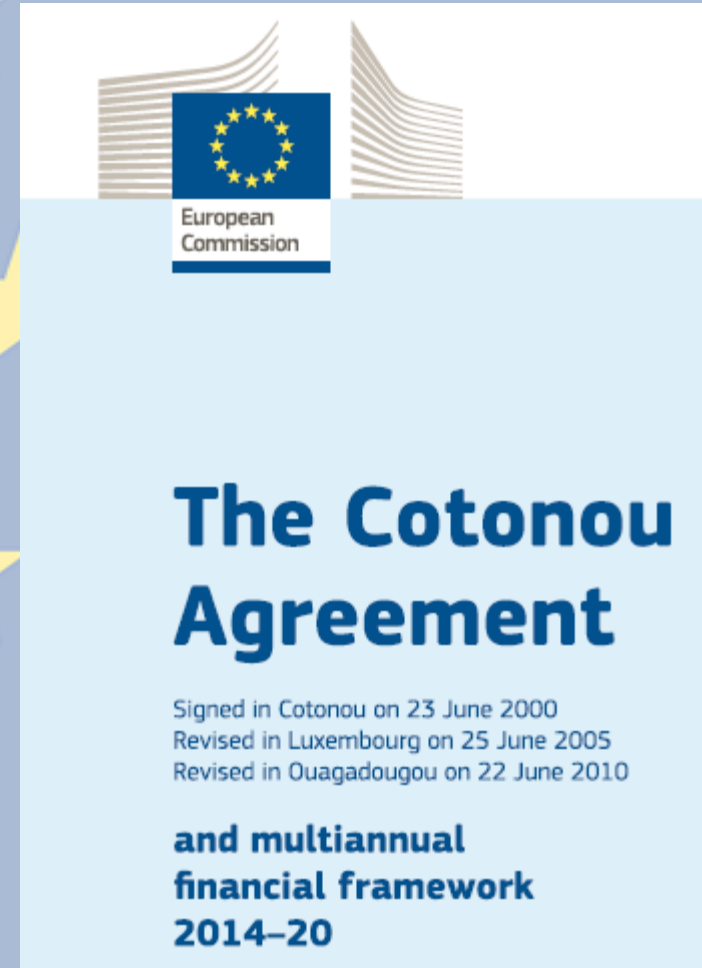 European
Commission
The Cotonou
Agreement
Signed in Cotonou on 23 June 2000
Revised in Luxembourg on 25 June 2005
Revised in Ouagadougou on 22 June 2010
and multiannual
financial framework
2014–20